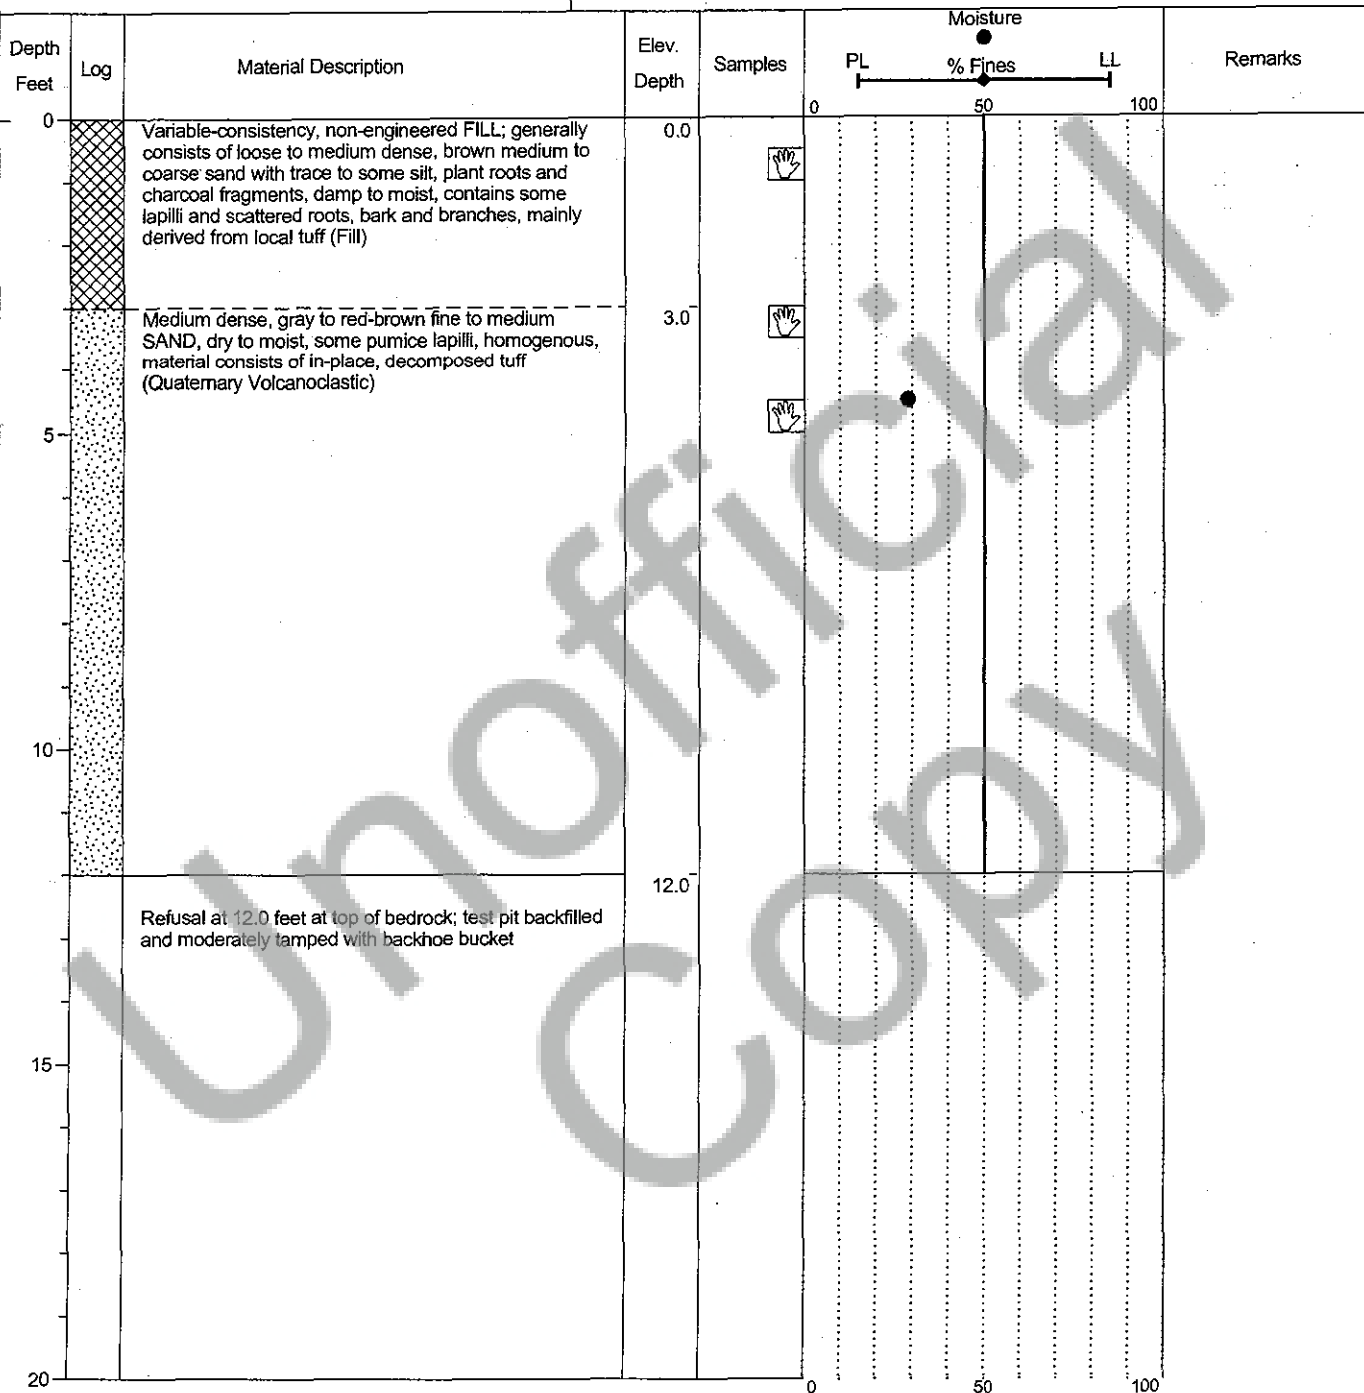 Depth
Feet
Log
Material Description
Elev.
Depth
Samples
Moisture
PL
% Fines
LL
0
50
100
Remarks
0
Variable-consistency, non-engineered FILL; generally
consists of loose to medium dense, brown medium to
coarse sand with trace to some silt, plant roots and
charcoal fragments, damp to moist, contains some
lapilli and scattered roots, bark and branches, mainly
derived from local tuff (Fill)
0.0
Medium dense, gray to red-brown fine to medium
SAND, dry to moist, some pumice lapilli, homogenous,
material consists of in-place, decomposed tuff
(Quaternary Volcanoclastic)
3.0
5
10
12.0
Refusal at 12.0 feet at top of bedrock; test pit backfilled
and moderately tamped with backhoe bucket
15
20
0
50
100
Unofficial
Copy